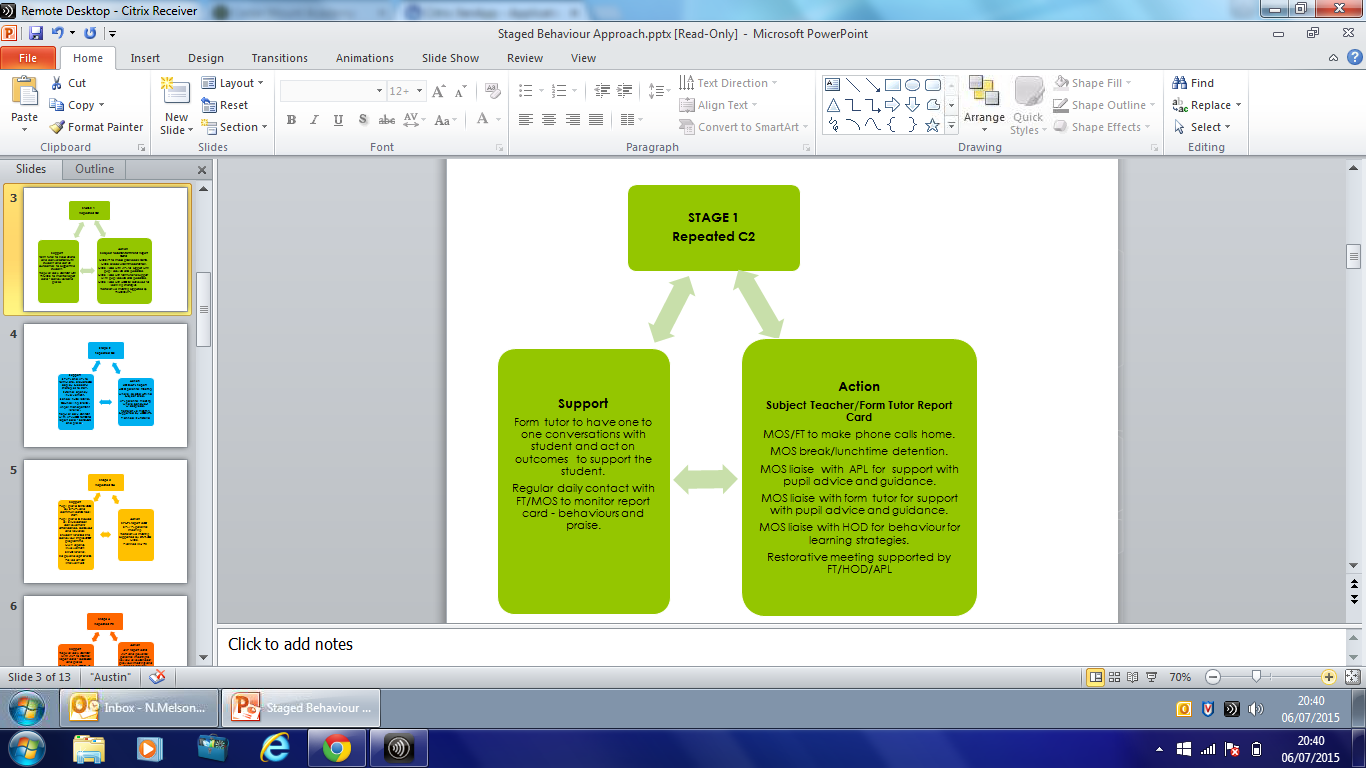 Remote Desktop - Citrix Receiver
Staged Behaviour Approach.pptx [Read-Only] - Microsoft PowerPoint
File Home Insert Design Transitions Animations Slide Show Review View
Paste
Cut
Copy
Format Painter
Clipboard
New
Slide
Layout
Reset
Section
Slides
12+
B I U S abc AV Aa A
Font
Paragraph
Text Direction
Align Text
Convert to SmartArt
Arrange
Quick
Styles
Shape Fill
Shape Outline
Shape Effects
Drawing
Find
Replace
Select
Editing
Slides Outline
3
4
5
6
STAGE 1
Repeated C2
Support
Form tutor to have one to
one conversations with
student and act on
outcomes to support the
student.
Regular daily contact with
FT/MOS to monitor report
card - behaviours and
praise.
Action
Subject Teacher/Form Tutor Report
Card
MOS/FT to make phone calls home.
MOS break/lunchtime detention.
MOS liaise with APL for support with
pupil advice and guidance.
MOS liaise with form tutor for support
with pupil advice and guidance.
MOS liaise with HOD for behaviour for
learning strategies.
Restorative meeting supported by
FT/HOD/APL
Click to add notes
Slide 3 of 13 "Austin" 70%
Inbox - N.Melson... Staged Behaviour ...
20:40
06/07/2015
20:40
06/07/2015